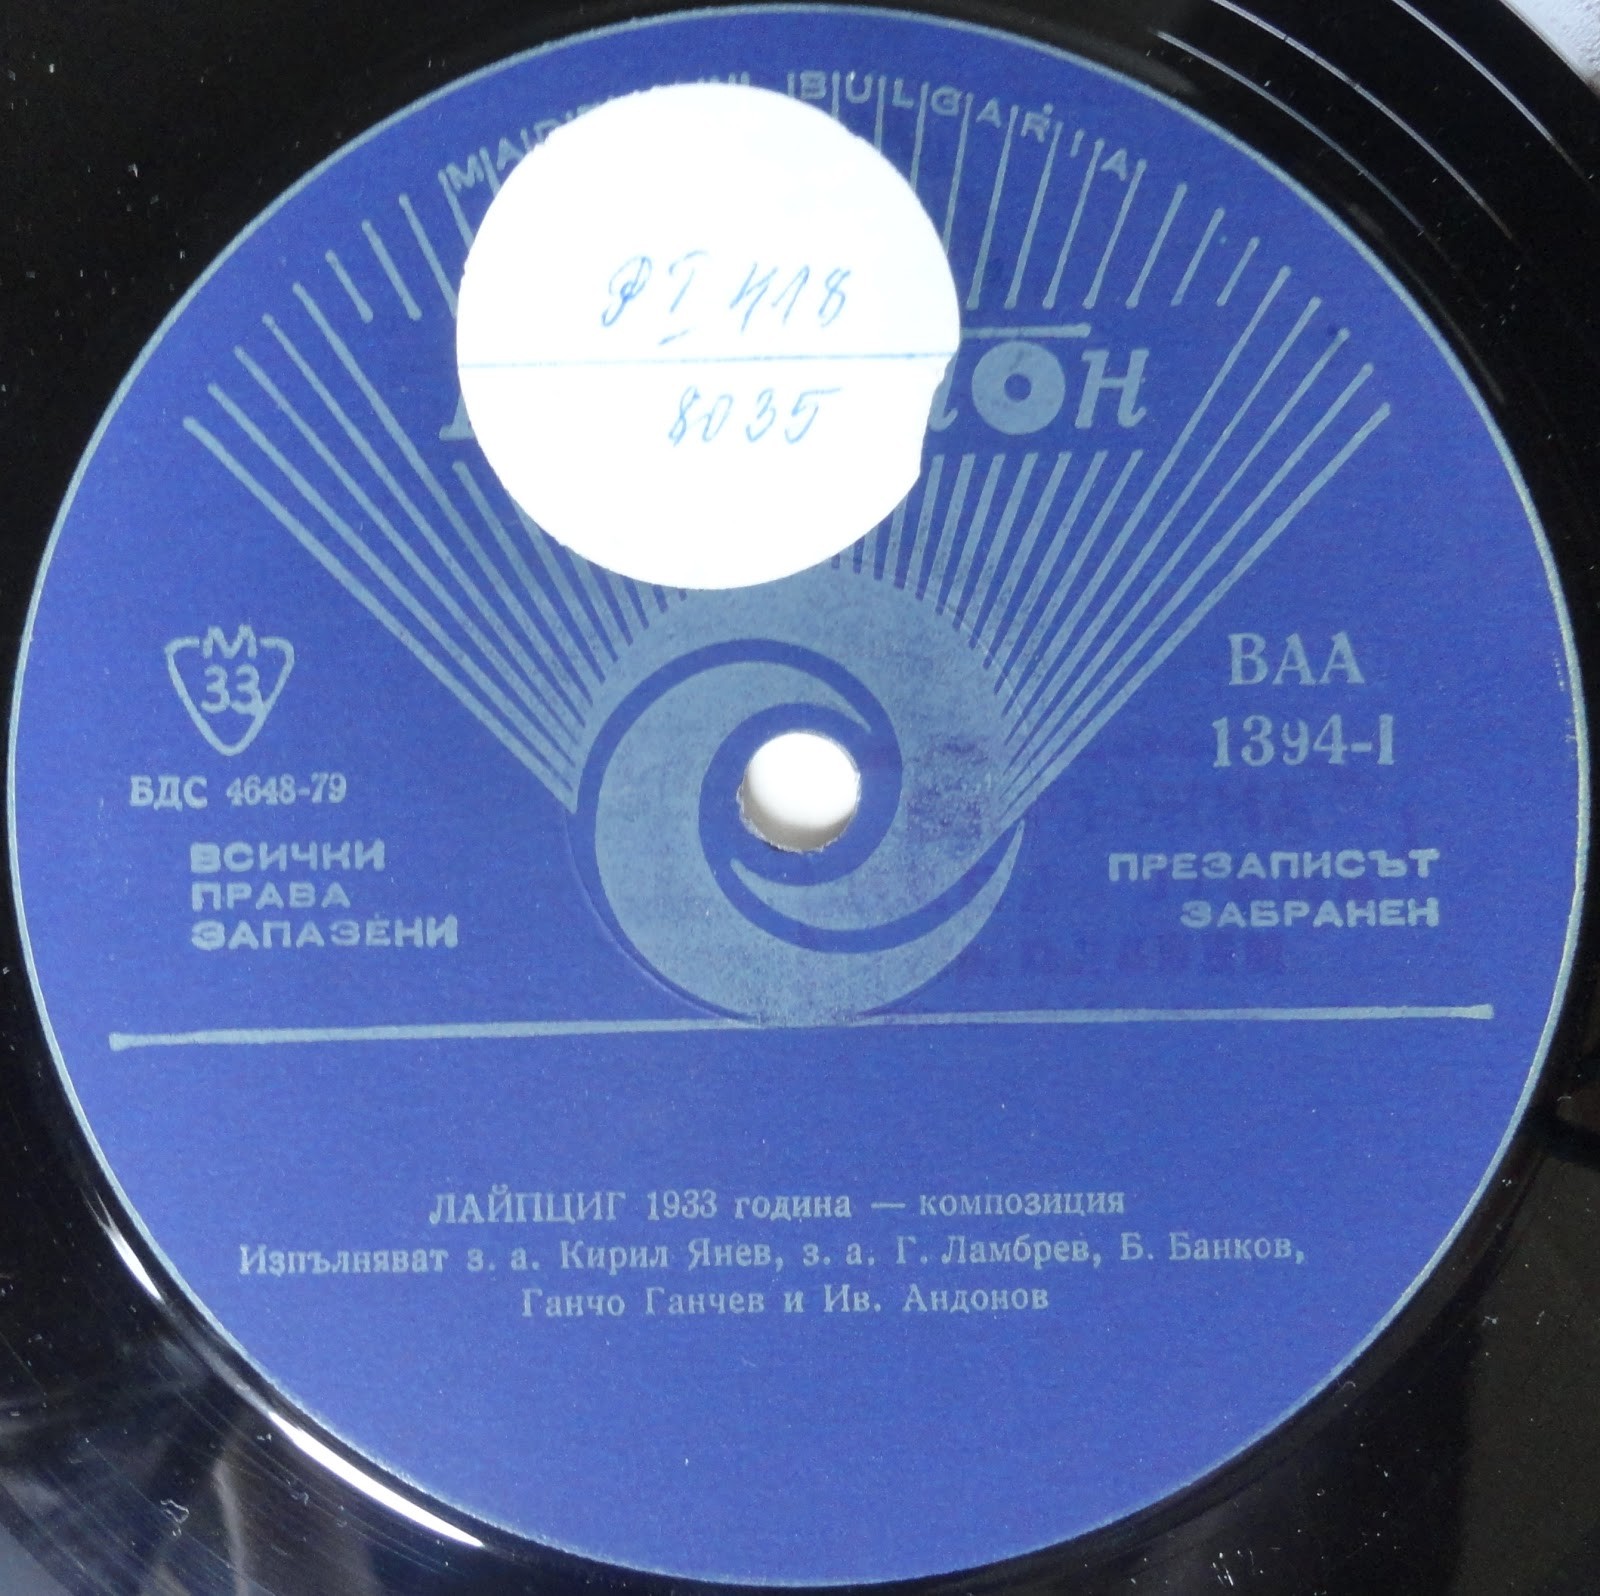 BULGARIA
РТ 418
8035
М
33
БДС 4648-79
ВАА
1394-I
ВСИЧКИ
ПРАВА
ЗАПАЗЕНИ
ПРЕЗАПИСЪТ
ЗАБРАНЕН
ЛАЙПЦИГ 1933 година — композиция
Изпълняват з. а. Кирил Янев, з. а. Г. Ламбрев, Б. Банков,
Ганчо Ганчев и Ив. Андонов